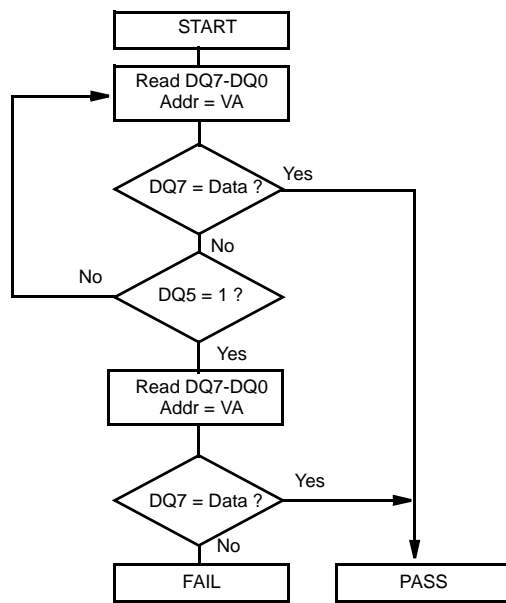 START
Read DQ7-DQ0
Addr = VA
DQ7 = Data ?
Yes
No
No
DQ5 = 1 ?
Yes
Read DQ7-DQ0
Addr = VA
Yes
DQ7 = Data ?
No
FAIL
PASS